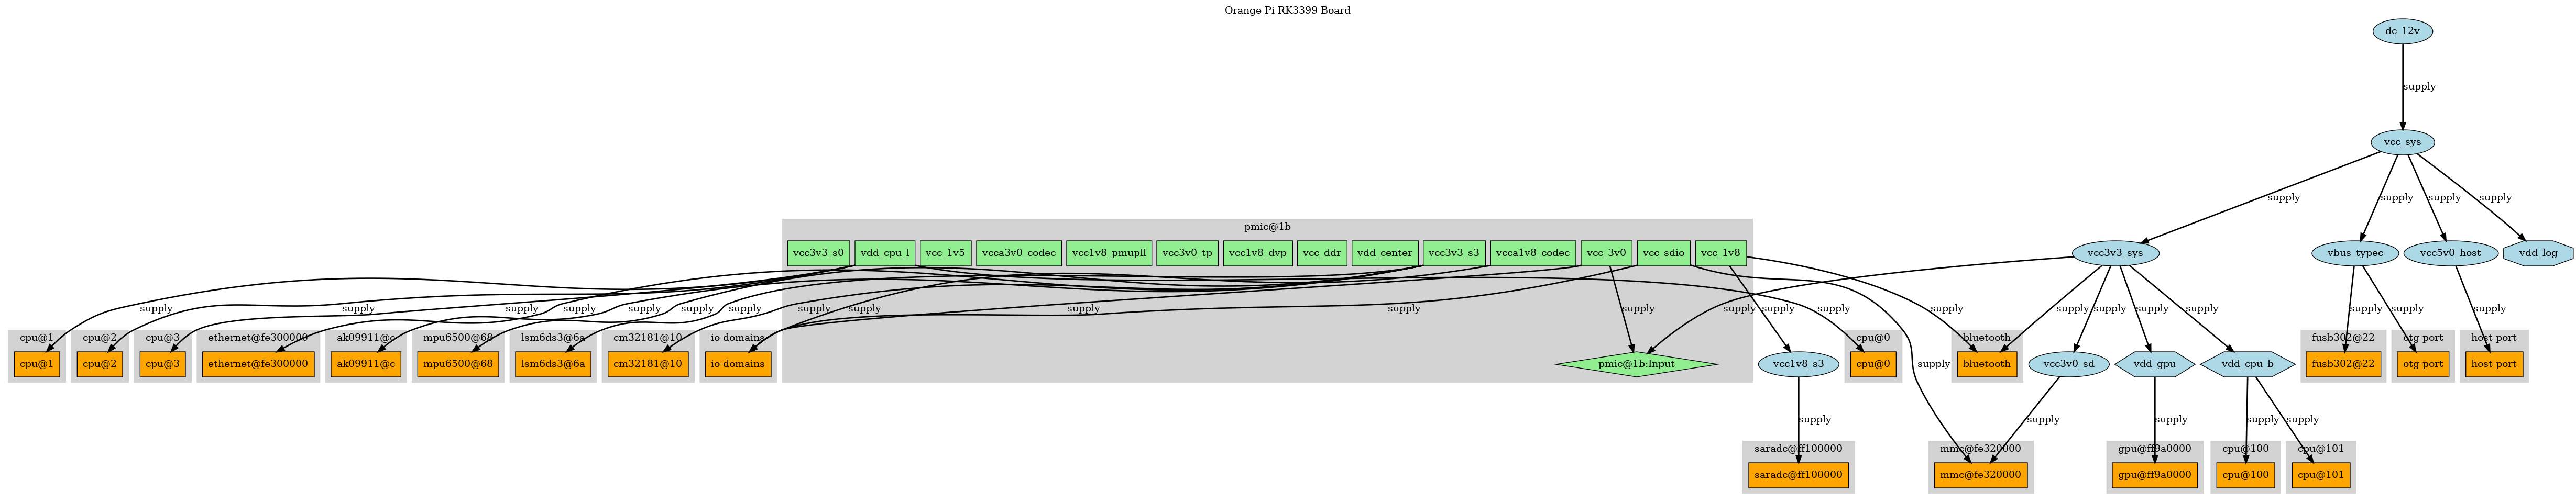 Orange Pi RK3399 Board
dc_12v
supply
vcc_sys
supply supply supply supply
pmic@1b
vcc3v3_s0 vdd_cpu_l vcc_1v5 vcca3v0_codec vcc1v8_pmupll vcc3v0_tp vcc1v8_dvp vcc_ddr vdd_center vcc3v3_s3 vcca1v8_codec vcc_3v0 vcc_sdio vcc_1v8 vcc3v3_sys vbus_typec vcc5v0_host vdd_log
supply supply supply supply supply supply supply supply supply supply supply supply supply supply supply supply supply supply supply supply supply supply supply
cpu@1 cpu@2 cpu@3 ethernet@fe300000 ak09911@c mpu6500@68 lsm6ds3@6a cm32181@10 io-domains cpu@0 bluetooth fusb302@22 otg-port host-port
cpu@1 cpu@2 cpu@3 ethernet@fe300000 ak09911@c mpu6500@68 lsm6ds3@6a cm32181@10 io-domains pmic@1b:Input vcc1v8_s3 cpu@0 supply bluetooth vcc3v0_sd vdd_gpu vdd_cpu_b fusb302@22 otg-port host-port
supply supply supply supply supply
saradc@ff100000 mmc@fe320000 gpu@ff9a0000 cpu@100 cpu@101
saradc@ff100000 mmc@fe320000 gpu@ff9a0000 cpu@100 cpu@101